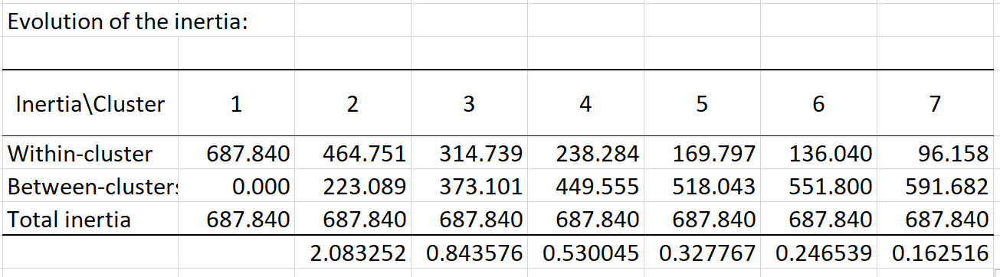 Evolution of the inertia:
Inertia\Cluster 1 2 3 4 5 6 7
Within-cluster 687.840 464.751 314.739 238.284 169.797 136.040 96.158
Between-clusters 0.000 223.089 373.101 449.555 518.043 551.800 591.682
Total inertia 687.840 687.840 687.840 687.840 687.840 687.840 687.840
2.083252 0.843576 0.530045 0.327767 0.246539 0.162516